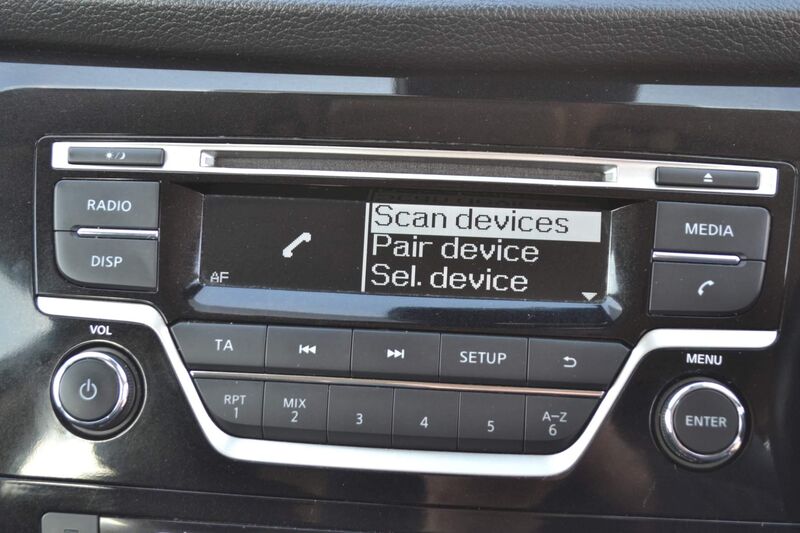 RADIO
DISP
Scan devices
Pair device
Sel. device
AF
MEDIA
VOL
TA
SETUP
MENU
RPT
1
MIX
2
3
4
5
A-Z
6
ENTER